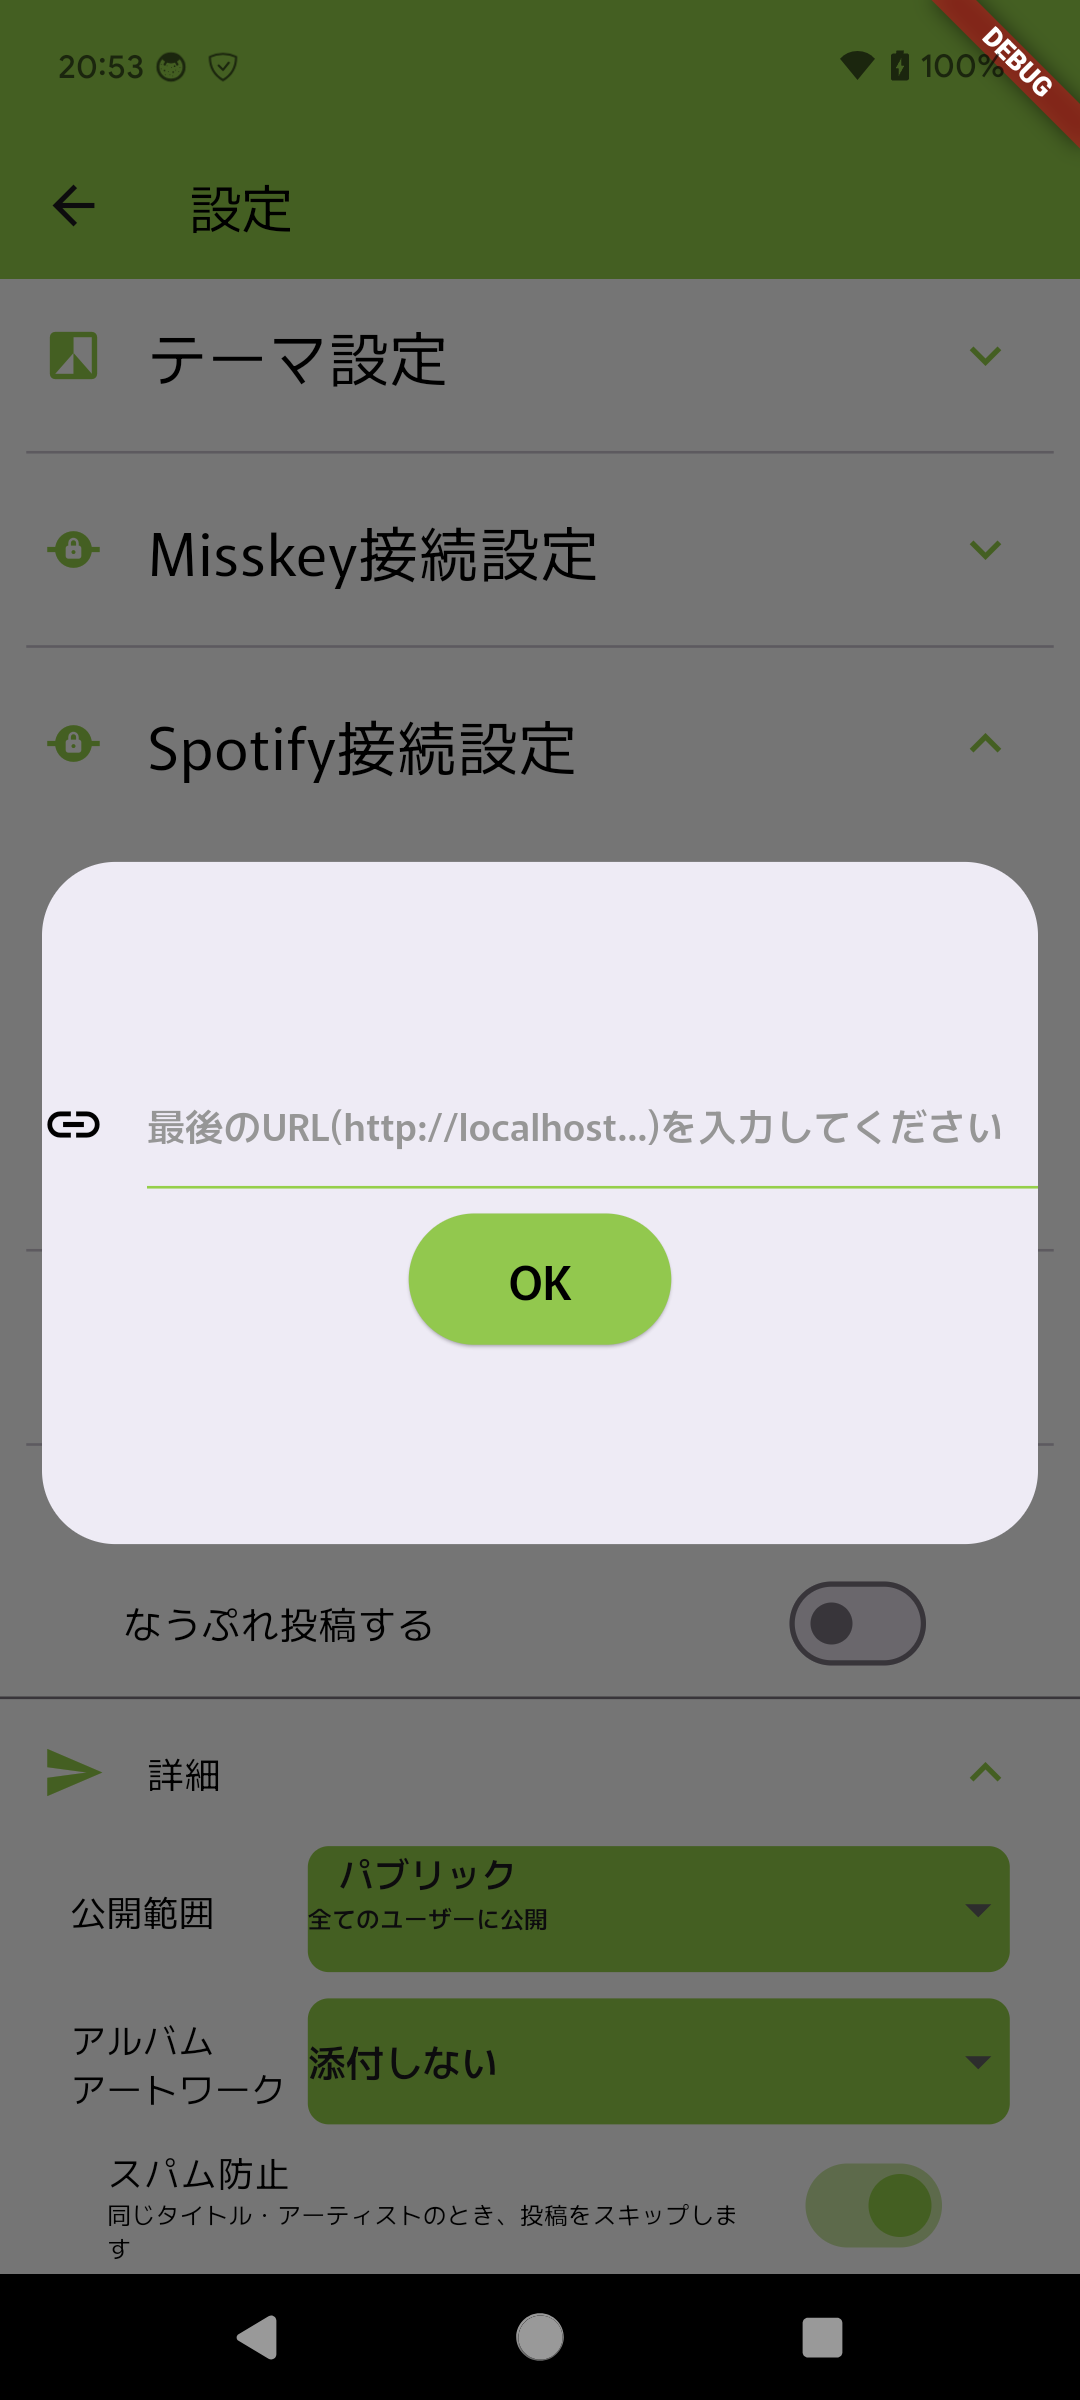 20:53
100%
DEBUG
設定
テーマ設定
Misskey接続設定
Spotify接続設定
最後のURL(http://localhost...)を入力してください
OK
なうぷれ投稿する
詳細
公開範囲
パブリック
全てのユーザーに公開
アルバム
アートワーク
添付しない
スパム防止
同じタイトル・アーティストのとき、投稿をスキップしま
す